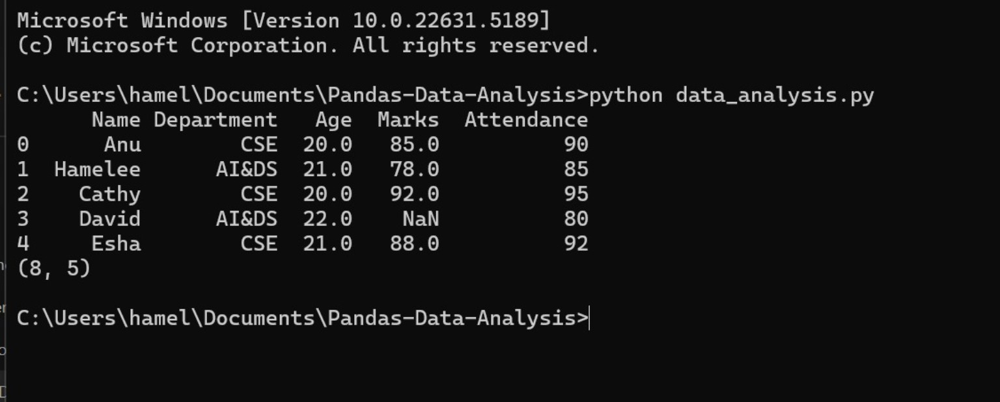 Microsoft Windows [Version 10.0.22631.5189]
(c) Microsoft Corporation. All rights reserved.
C:\Users\hamel\Documents\Pandas-Data-Analysis>python data_analysis.py
Name Department Age Marks Attendance
0 Anu CSE 20.0 85.0 90
1 Hamelee AI&DS 21.0 78.0 85
2 Cathy CSE 20.0 92.0 95
3 David AI&DS 22.0 NaN 80
4 Esha CSE 21.0 88.0 92
(8, 5)
C:\Users\hamel\Documents\Pandas-Data-Analysis>